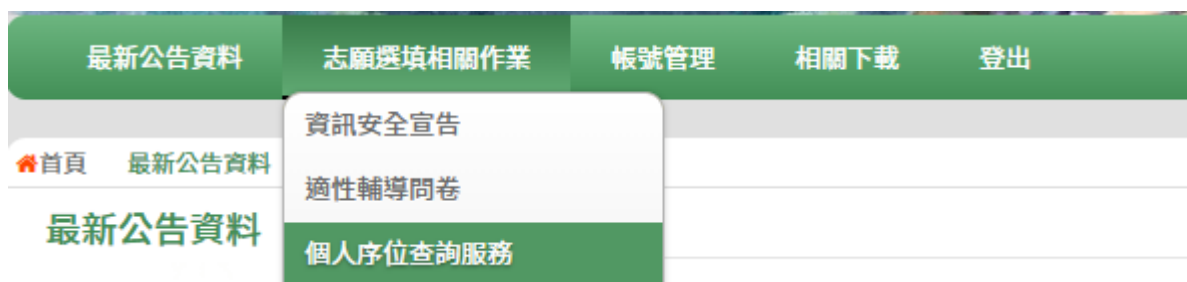 最新公告資料 志願選填相關作業 帳號管理 相關下載 登出
資訊安全宣告
首頁 最新公告資料
適性輔導問卷
最新公告資料
個人序位查詢服務